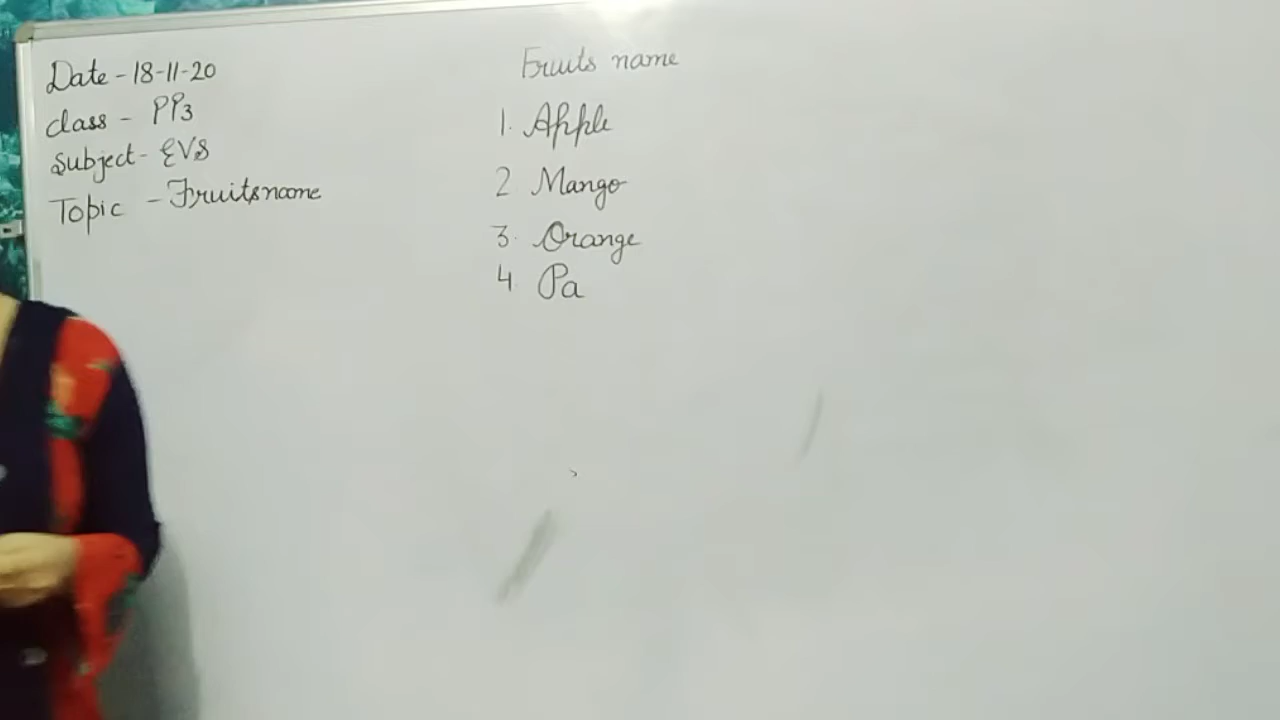 Date - 18-11-20
class - PP3
Subject - EVS
Topic - Fruitsname
Fruits name
1. Apple
2 Mango
3. Orange
4. Pa